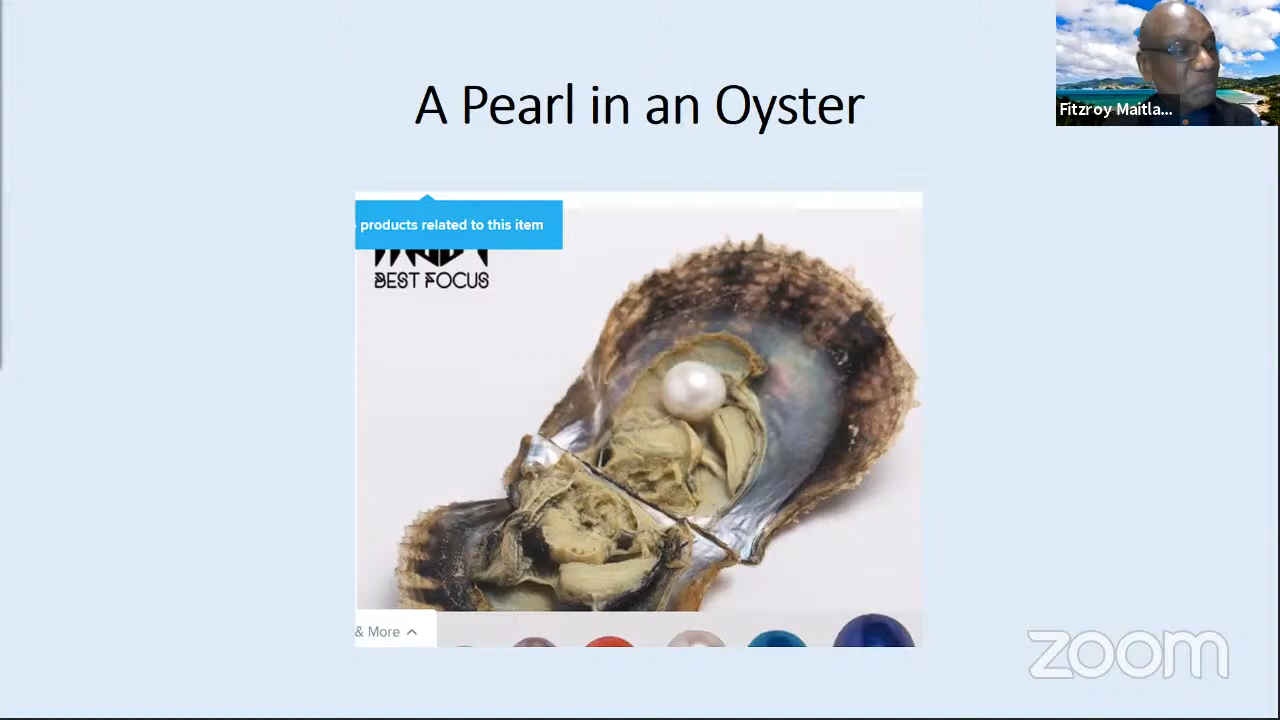 A Pearl in an Oyster
Fitzroy Maitla...
products related to this item
BEST FOCUS
& More
zoom